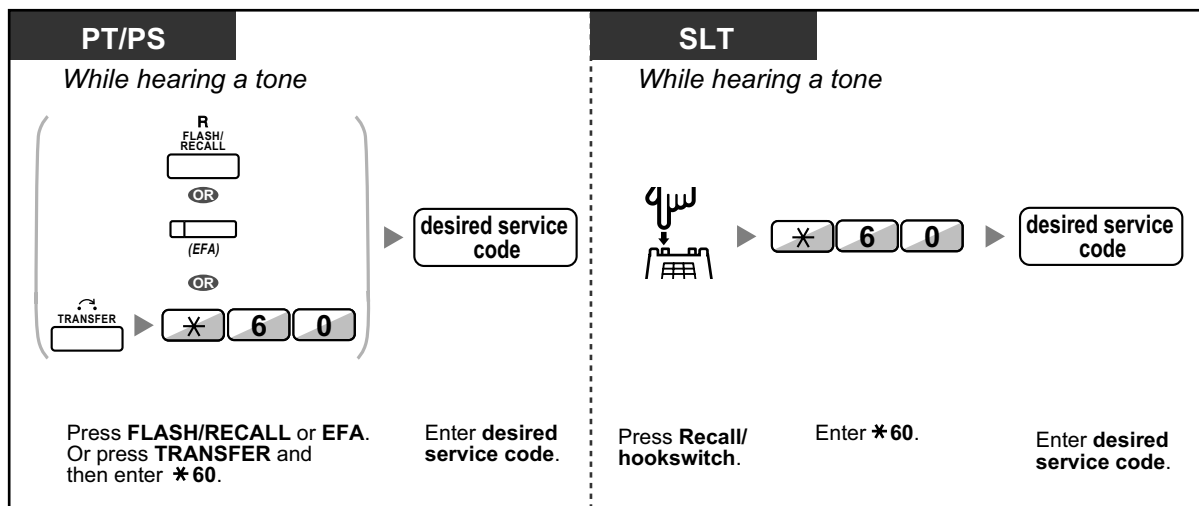 PT/PS
While hearing a tone
R
FLASH/
RECALL
OR
(EFA)
OR
TRANSFER
* 6 0
desired service
code
Press FLASH/RECALL or EFA.
Or press TRANSFER and
then enter *60.
Enter desired
service code.
SLT
While hearing a tone
* 6 0
desired service
code
Press Recall/
hookswitch.
Enter *60.
Enter desired
service code.